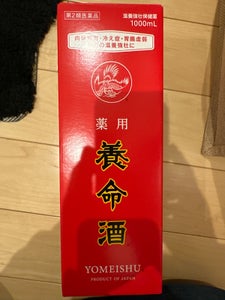 第2類医薬品
滋養強壮保健薬
1000mL
肉体疲労・冷え症・胃腸虚弱
の滋養強壮に
薬用
養命酒
YOMEISHU
PRODUCT OF JAPAN